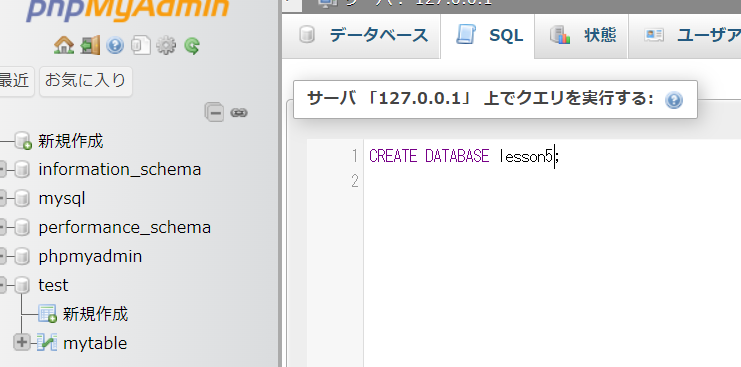 phpMyAdmin
最近 お気に入り
新規作成
information_schema
mysql
performance_schema
phpmyadmin
test
新規作成
mytable
サーバ: 127.0.0.1
データベース SQL 状態 ユーザア
サーバ 「127.0.0.1」 上でクエリを実行する:
1 CREATE DATABASE lesson5;
2